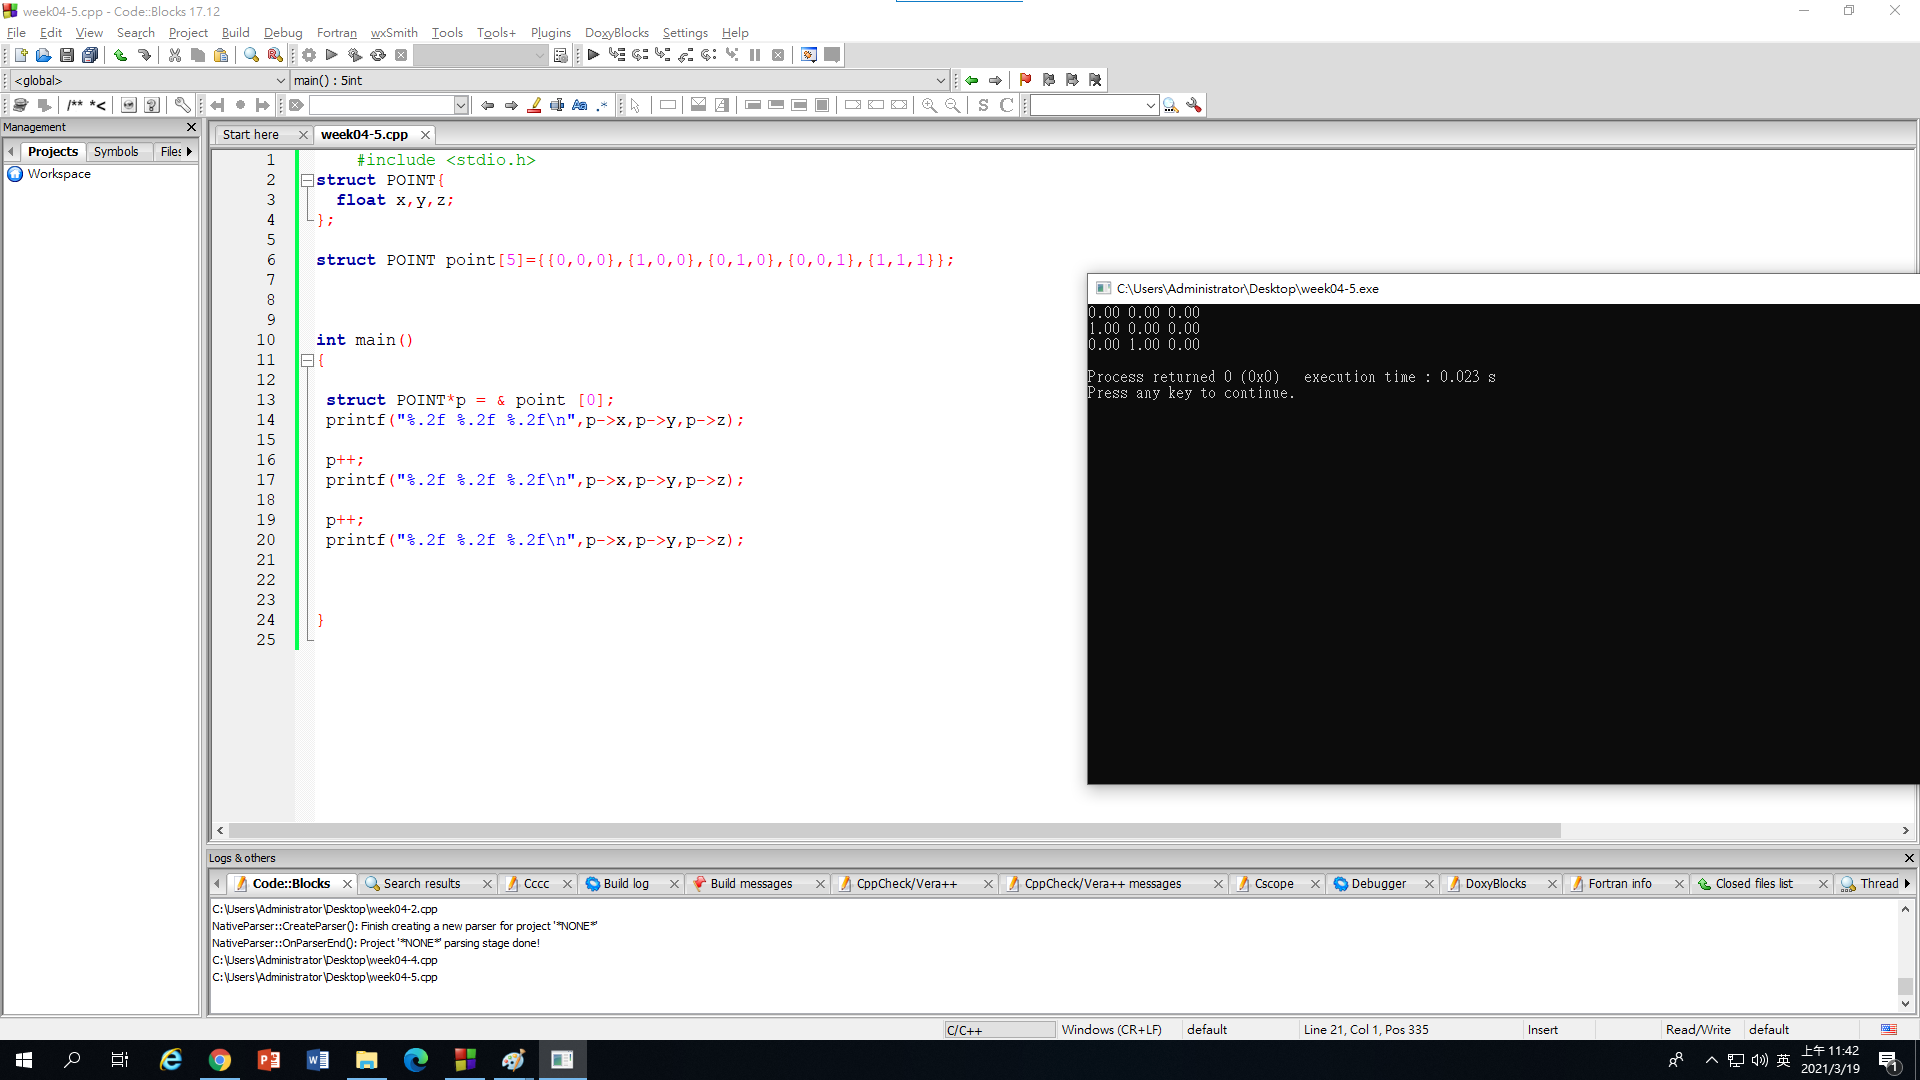 week04-5.cpp - Code::Blocks 17.12
File Edit View Search Project Build Debug Fortran wxSmith Tools Tools+ Plugins DoxyBlocks Settings Help
<global> main() : 5int
/** *< Aa .* S C
Management
Projects Symbols Files
Workspace
Start here week04-5.cpp
1 #include <stdio.h>
2 struct POINT{
3 float x,y,z;
4 };
5
6 struct POINT point[5]={{0,0,0},{1,0,0},{0,1,0},{0,0,1},{1,1,1}};
7
8
9
10 int main()
11 {
12
13 struct POINT*p = & point [0];
14 printf("%.2f %.2f %.2f\n",p->x,p->y,p->z);
15
16 p++;
17 printf("%.2f %.2f %.2f\n",p->x,p->y,p->z);
18
19 p++;
20 printf("%.2f %.2f %.2f\n",p->x,p->y,p->z);
21
22
23
24 }
25
C:\Users\Administrator\Desktop\week04-5.exe
0.00 0.00 0.00
1.00 0.00 0.00
0.00 1.00 0.00
Process returned 0 (0x0) execution time : 0.023 s
Press any key to continue.
Logs & others
Code::Blocks Search results Cccc Build log Build messages CppCheck/Vera++ CppCheck/Vera++ messages Cscope Debugger DoxyBlocks Fortran info Closed files list Thread
C:\Users\Administrator\Desktop\week04-2.cpp
NativeParser::CreateParser(): Finish creating a new parser for project '*NONE*'
NativeParser::OnParserEnd(): Project '*NONE*' parsing stage done!
C:\Users\Administrator\Desktop\week04-4.cpp
C:\Users\Administrator\Desktop\week04-5.cpp
C/C++ Windows (CR+LF) default Line 21, Col 1, Pos 335 Insert Read/Write default
英 上午 11:42
2021/3/19 1